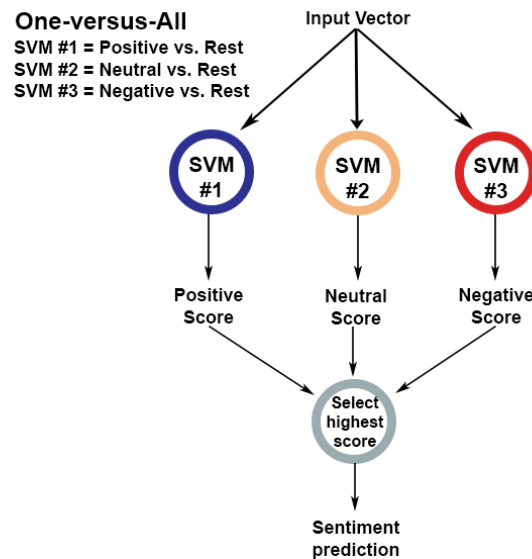 One-versus-All
SVM #1 = Positive vs. Rest
SVM #2 = Neutral vs. Rest
SVM #3 = Negative vs. Rest
Input Vector
SVM
#1
SVM
#2
SVM
#3
Positive
Score
Neutral
Score
Negative
Score
Select
highest
score
Sentiment
prediction